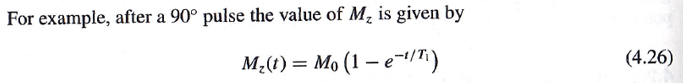 For example, after a 90° pulse the value of M_z is given by
M_z(t) = M_0 (1 − e^{−t/T_1}) (4.26)